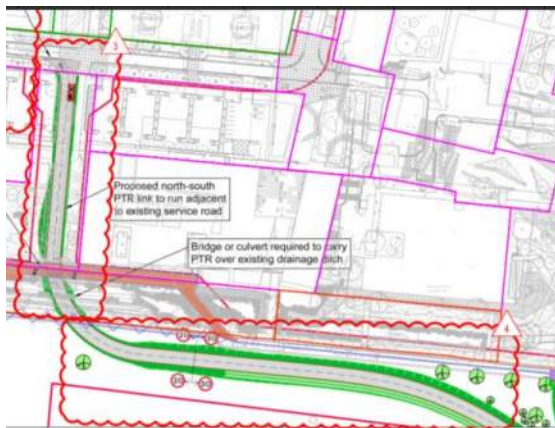 3
Proposed north-south
PTR link to run adjacent
to existing service road
Bridge or culvert required to carry
PTR over existing drainage ditch
4